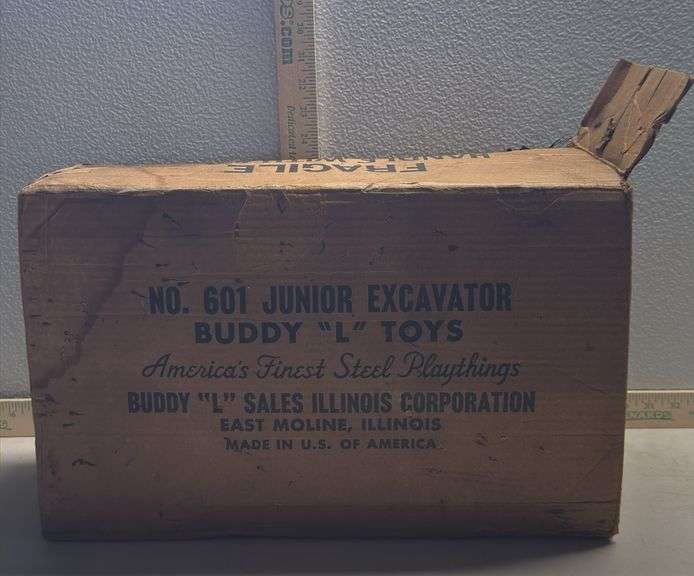 FRAGILE
NO. 601 JUNIOR EXCAVATOR
BUDDY "L" TOYS
America's Finest Steel Playthings
BUDDY "L" SALES ILLINOIS CORPORATION
EAST MOLINE, ILLINOIS
MADE IN U.S. OF AMERICA